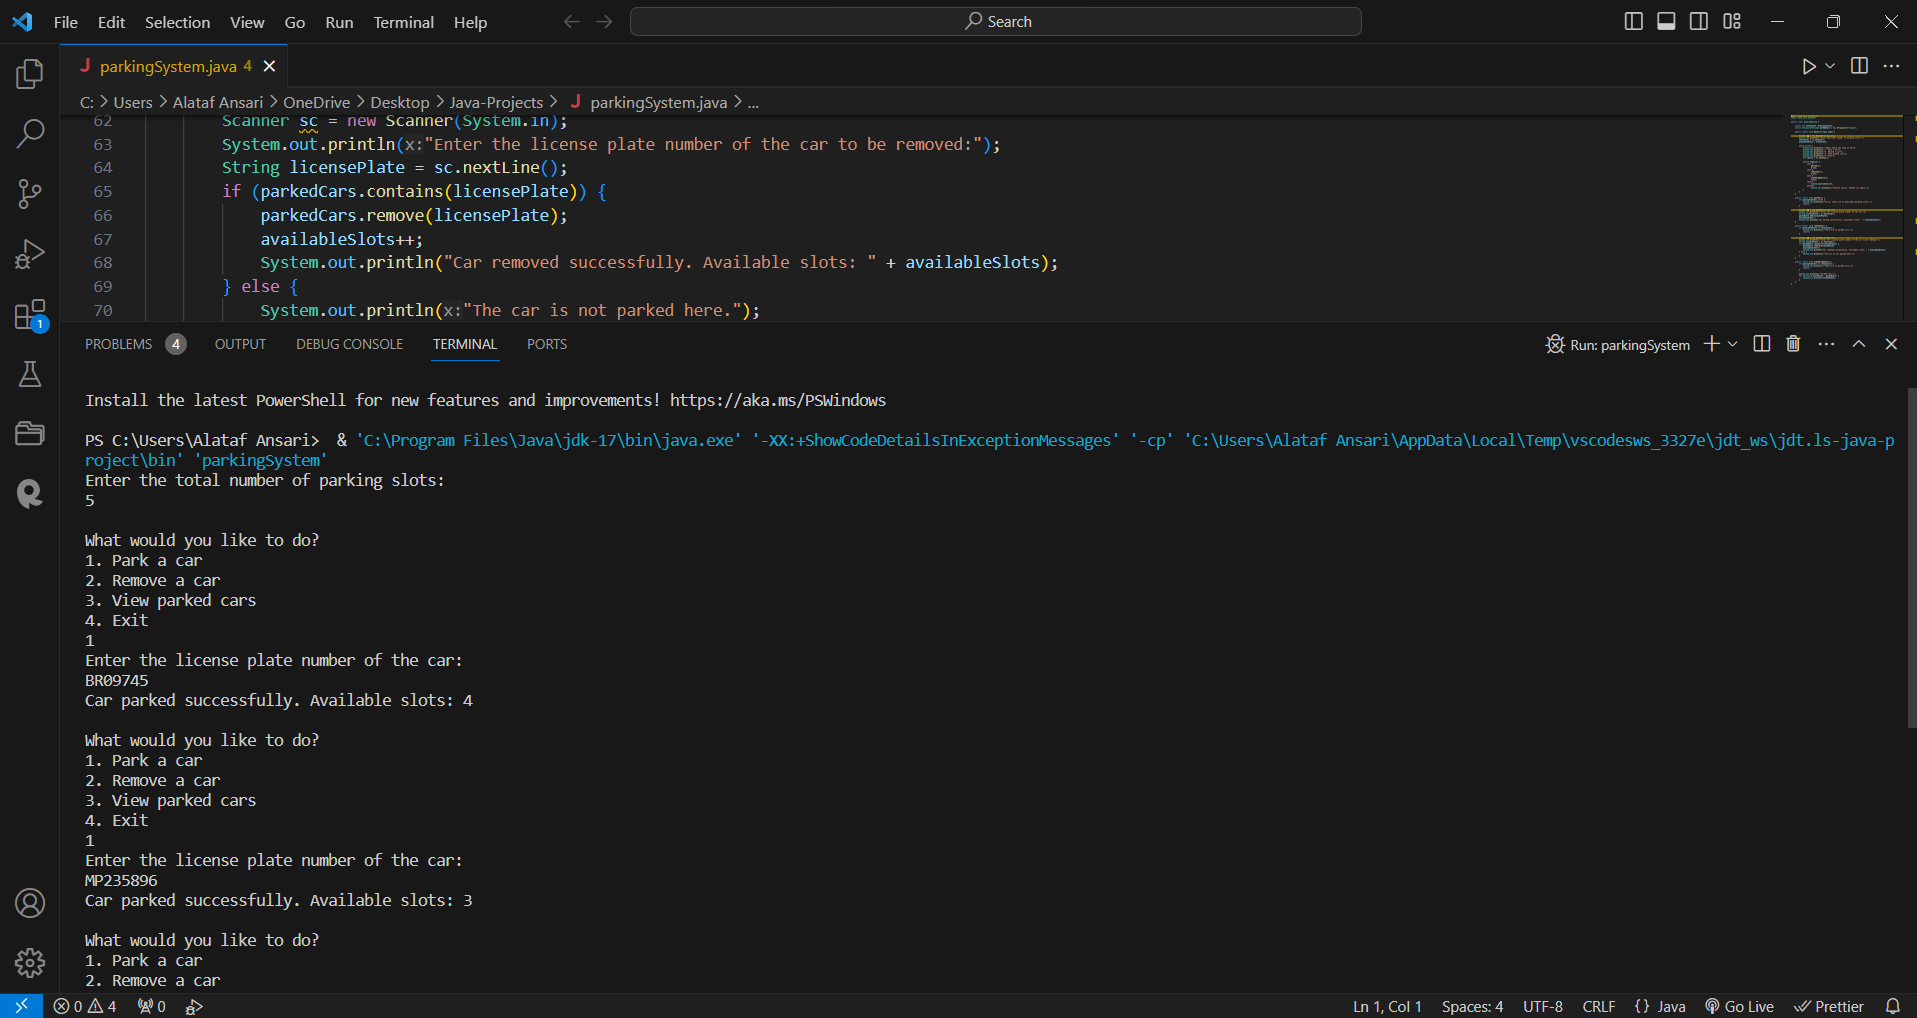 File Edit Selection View Go Run Terminal Help Search
parkingSystem.java 4
C: > Users > Alataf Ansari > OneDrive > Desktop > Java-Projects > parkingSystem.java > ...
62 Scanner sc = new Scanner(System.in);
63 System.out.println(x:"Enter the license plate number of the car to be removed:");
64 String licensePlate = sc.nextLine();
65 if (parkedCars.contains(licensePlate)) {
66 parkedCars.remove(licensePlate);
67 availableSlots++;
68 System.out.println("Car removed successfully. Available slots: " + availableSlots);
69 } else {
70 System.out.println(x:"The car is not parked here.");
PROBLEMS 4 OUTPUT DEBUG CONSOLE TERMINAL PORTS Run: parkingSystem
Install the latest PowerShell for new features and improvements! https://aka.ms/PSWindows
PS C:\Users\Alataf Ansari>  & 'C:\Program Files\Java\jdk-17\bin\java.exe' '-XX:+ShowCodeDetailsInExceptionMessages' '-cp' 'C:\Users\Alataf Ansari\AppData\Local\Temp\vscodesws_3327e\jdt_ws\jdt.ls-java-p
roject\bin' 'parkingSystem'
Enter the total number of parking slots:
5
What would you like to do?
1. Park a car
2. Remove a car
3. View parked cars
4. Exit
1
Enter the license plate number of the car:
BR09745
Car parked successfully. Available slots: 4
What would you like to do?
1. Park a car
2. Remove a car
3. View parked cars
4. Exit
1
Enter the license plate number of the car:
MP235896
Car parked successfully. Available slots: 3
What would you like to do?
1. Park a car
2. Remove a car
1
0 4 0 Ln 1, Col 1 Spaces: 4 UTF-8 CRLF {} Java Go Live Prettier